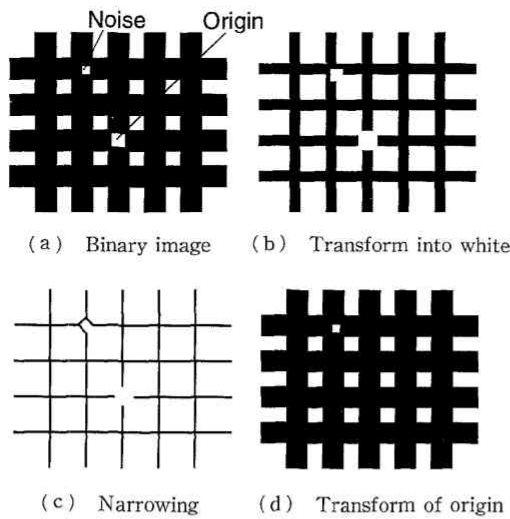 Noise Origin
(a) Binary image
(b) Transform into white
(c) Narrowing
(d) Transform of origin